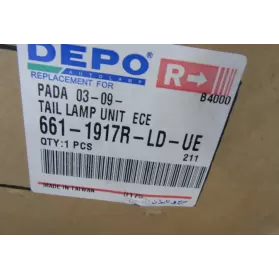 DEPO
AUTOLAMP
REPLACEMENT FOR
R
B4000
PADA 03-09-
TAIL LAMP UNIT ECE
661-1917R-LD-UE
QTY:1 PCS
211
MADE IN TAIWAN